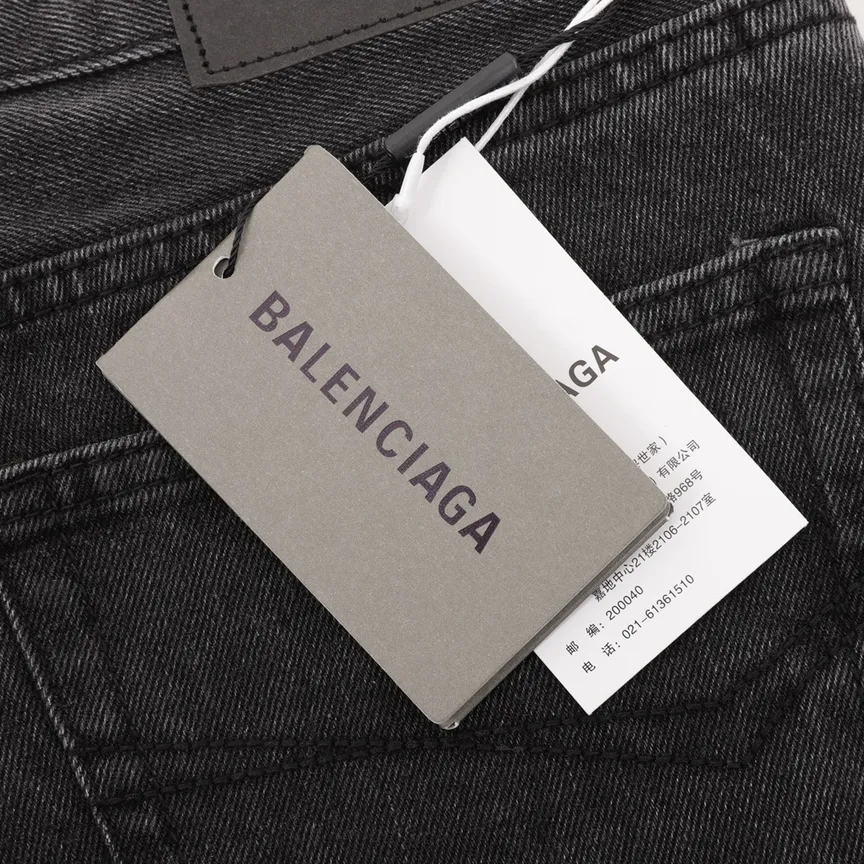 BALENCIAGA
AGA
世家）
有限公司
路968号
嘉地中心21楼2106-2107室
邮 编：200040
电 话：021-61361510